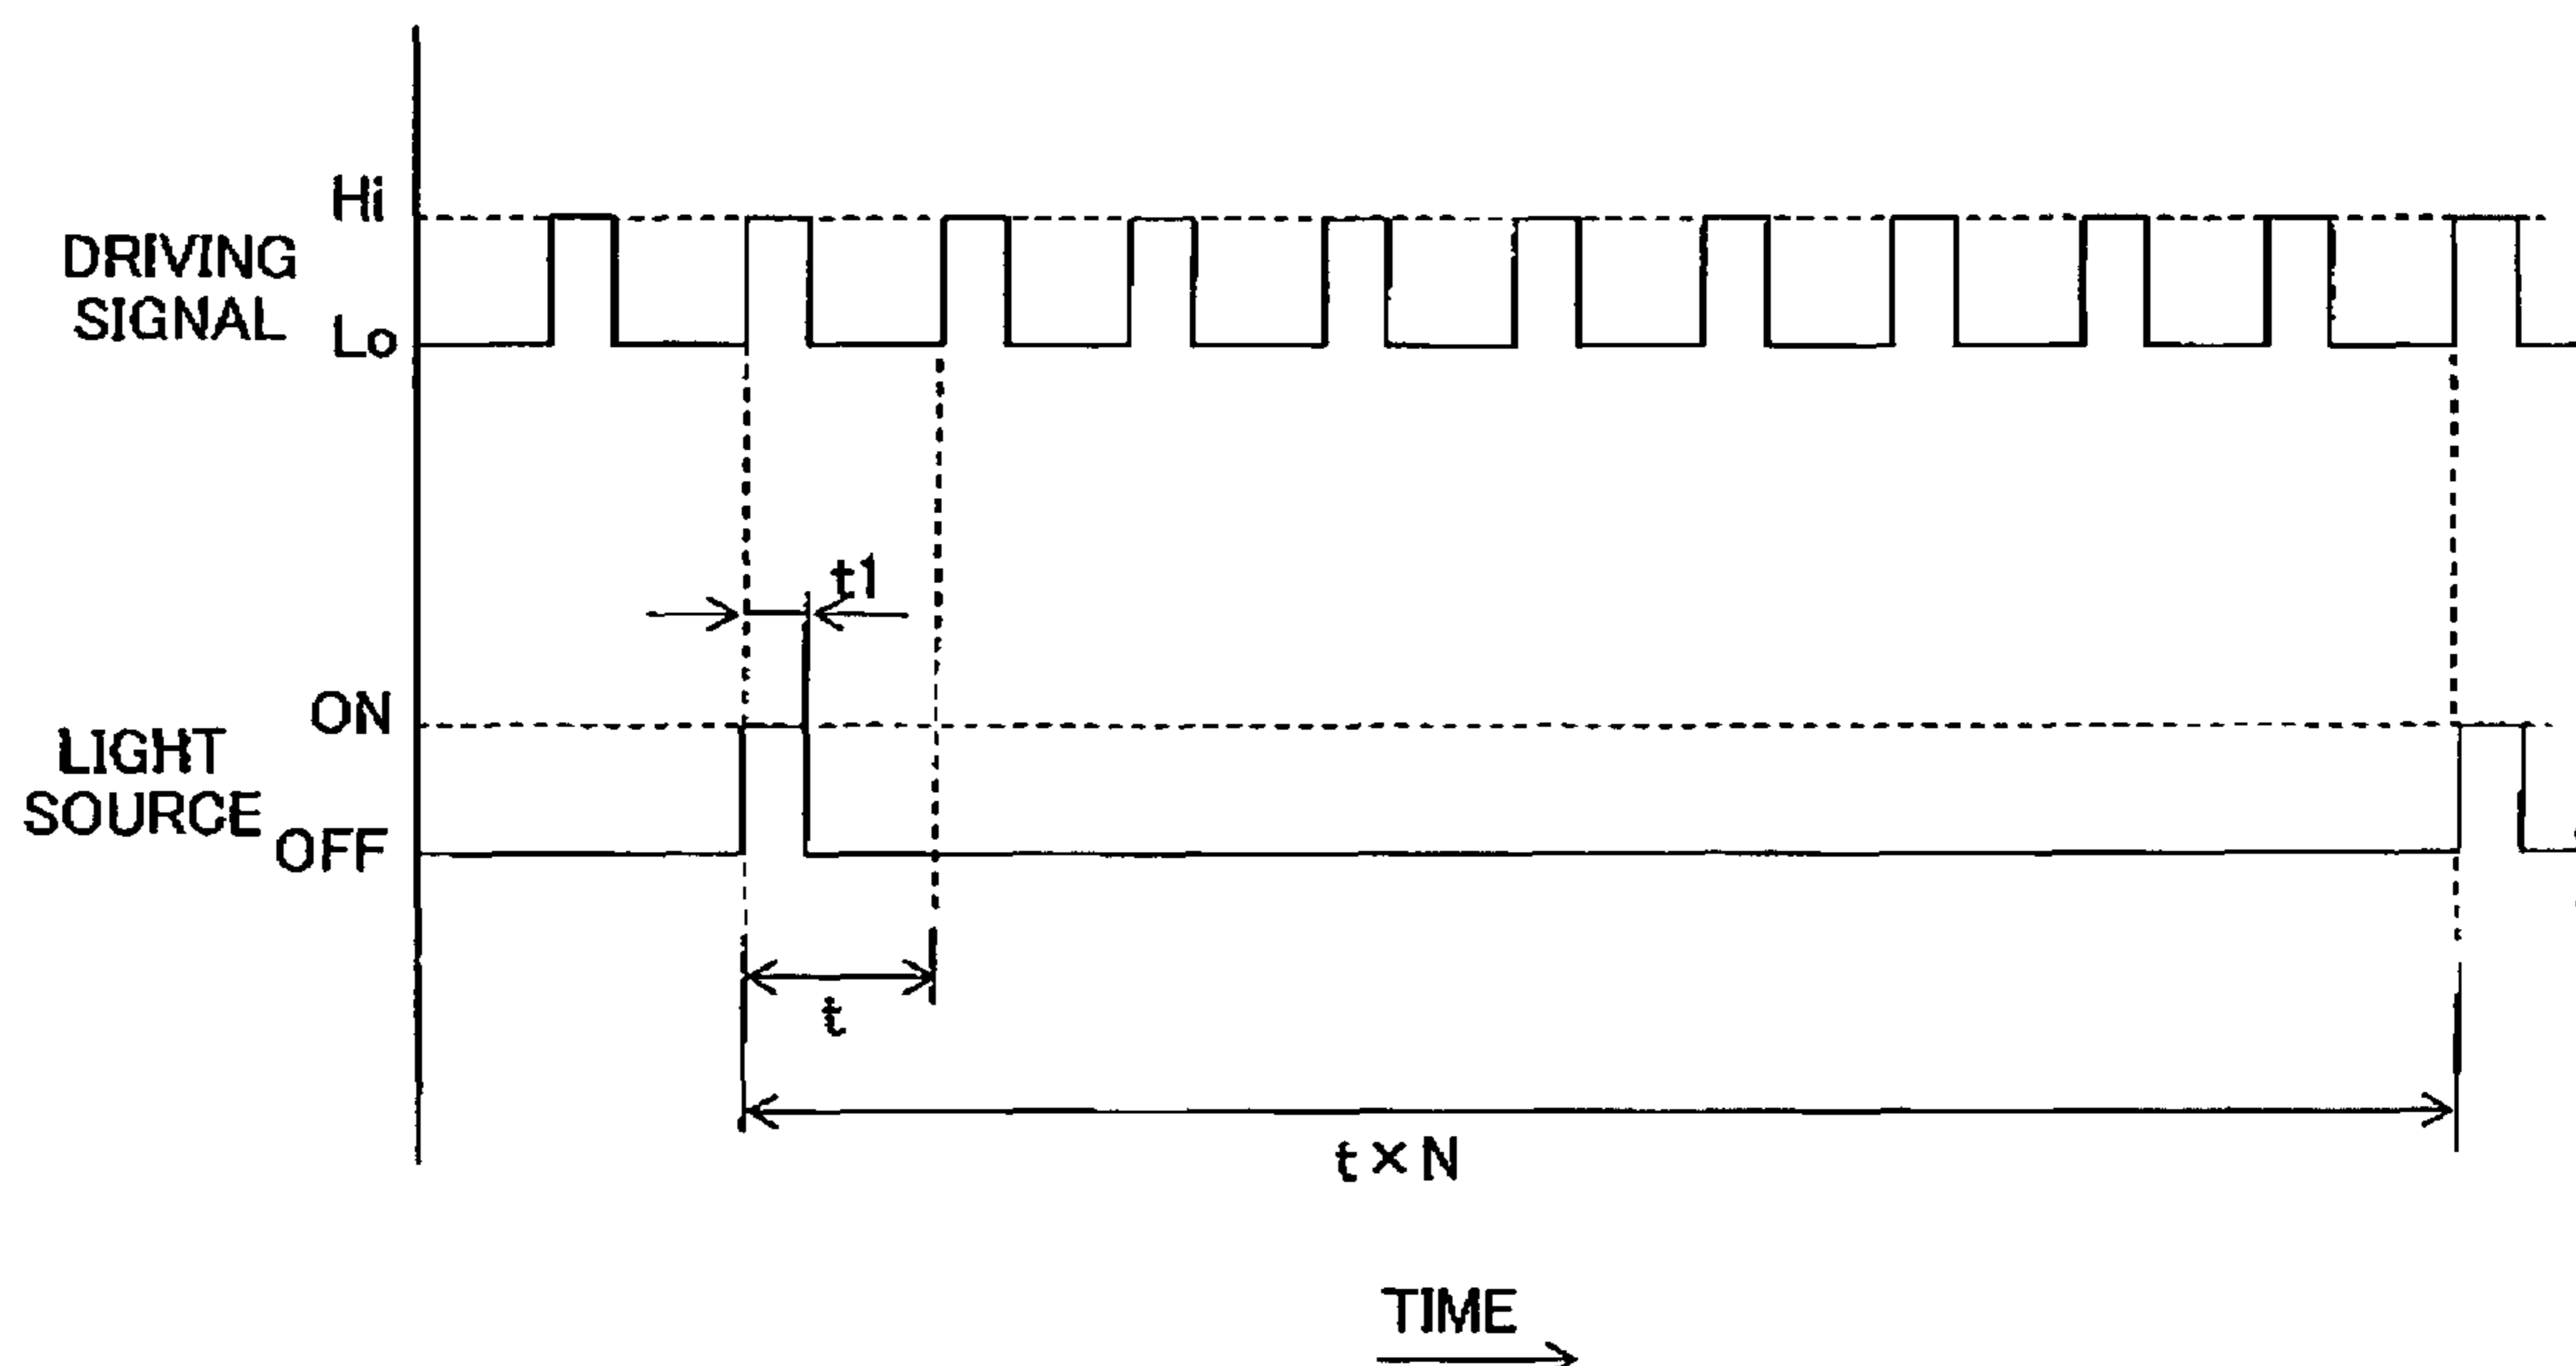 Hi
DRIVING
SIGNAL
Lo
t1
ON
LIGHT
SOURCE
OFF
t
t×N
TIME